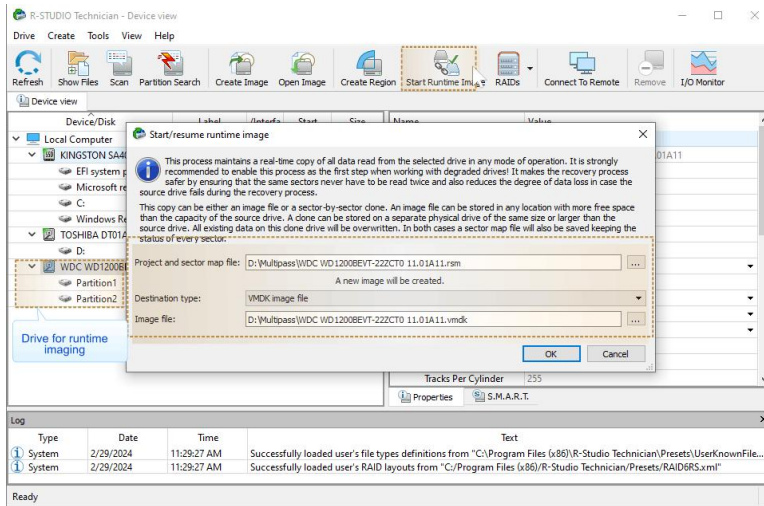 R-STUDIO Technician - Device view
Drive Create Tools View Help
Refresh Show Files Scan Partition Search Create Image Open Image Create Region Start Runtime Image RAIDs Connect To Remote Remove I/O Monitor
Device view
Device/Disk Label Start Size Name Value
Local Computer
KINGSTON 01A11
EFI system
Microsoft
C:
Windows
TOSHIBA DT01A
D:
WDC
Partition1
Partition2
Drive for runtime
imaging
Start/resume runtime image
This process maintains a real-time copy of all data read from the selected drive in any mode of operation. It is strongly
recommended to enable this process as the first step when working with degraded drives! It makes the recovery process
safer by ensuring that the same sectors never have to be read twice and also reduces the degree of data loss in case the
source drive fails during the recovery process.
This copy can be either an image file or a sector-by-sector clone. An image file can be stored in any location with more free space
than the capacity of the source drive. A clone can be stored on a separate physical drive of the same size or larger than the
source drive. All existing data on this clone drive will be overwritten. In both cases a sector map file will also be saved keeping the
status of every sector.
Project and sector map file: D:\Multipass\WDC WD1200BEVT-22ZCT0 11.01A11.rsm ...
A new image will be created.
Destination type: VMDK image file
Image file: D:\Multipass\WDC WD1200BEVT-22ZCT0 11.01A11.vmdk ...
OK Cancel
Tracks Per Cylinder 255
Properties S.M.A.R.T.
Log
Type Date Time Text
System 2/29/2024 11:29:27 AM Successfully loaded user's file types definitions from "C:\Program Files (x86)\R-Studio Technician\Presets\UserKnownFile...
System 2/29/2024 11:29:27 AM Successfully loaded user's RAID layouts from "C:/Program Files (x86)/R-Studio Technician/Presets/RAID6RS.xml"
Ready